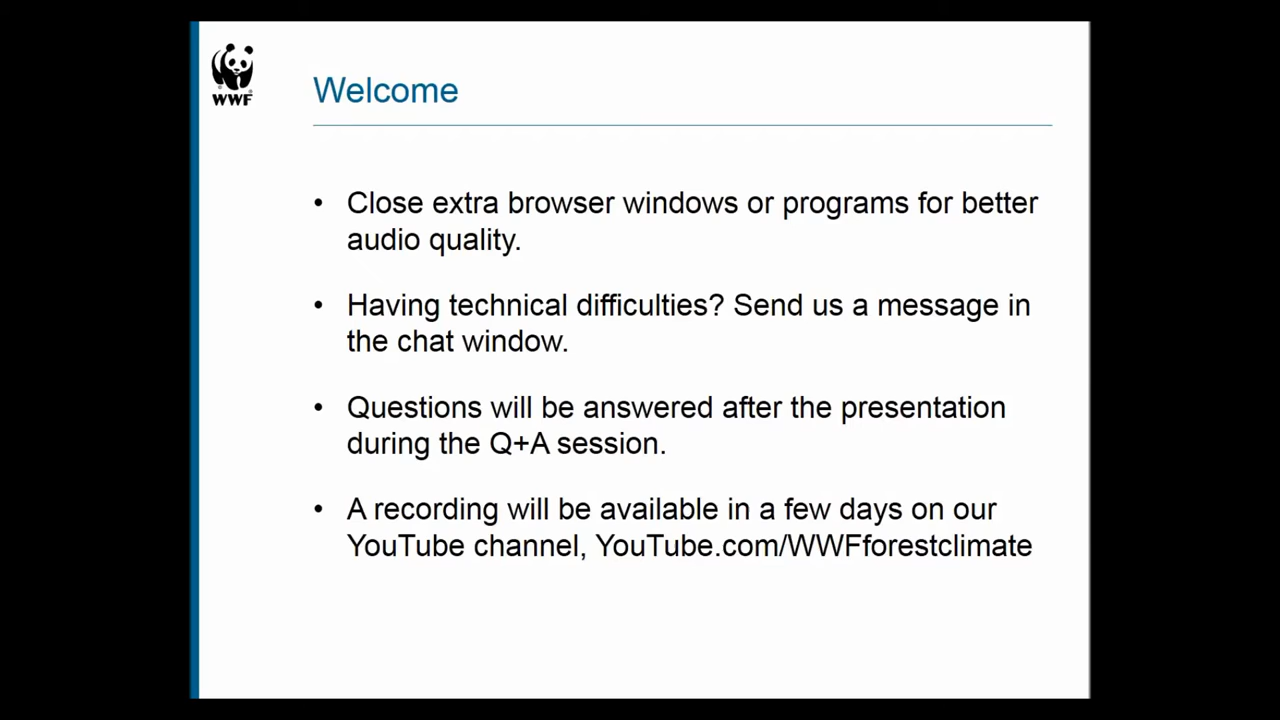 WWF
Welcome
• Close extra browser windows or programs for better
audio quality.
• Having technical difficulties? Send us a message in
the chat window.
• Questions will be answered after the presentation
during the Q+A session.
• A recording will be available in a few days on our
YouTube channel, YouTube.com/WWFforestclimate